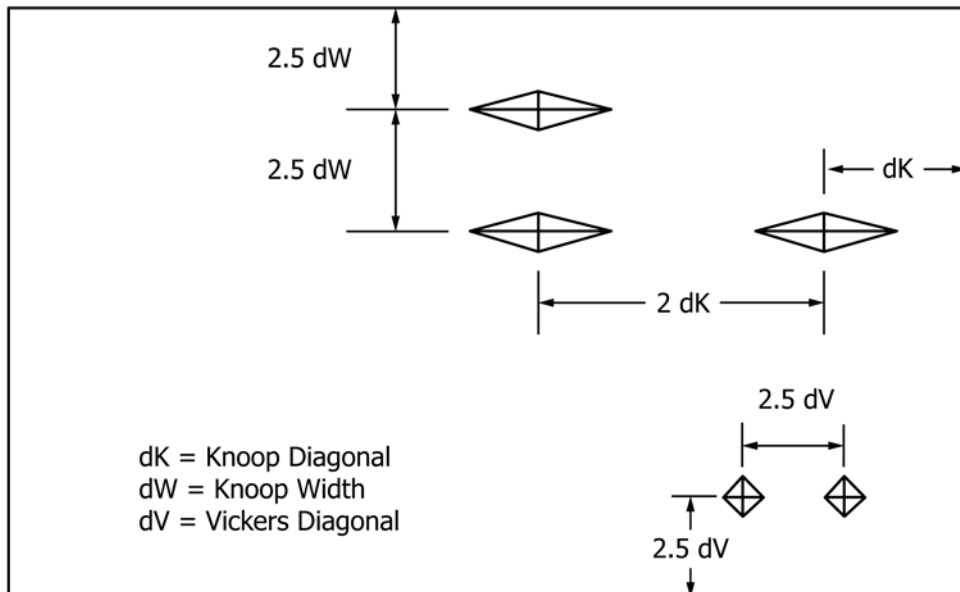 2.5 dW
2.5 dW
dK
2 dK
2.5 dV
dK = Knoop Diagonal
dW = Knoop Width
dV = Vickers Diagonal
2.5 dV